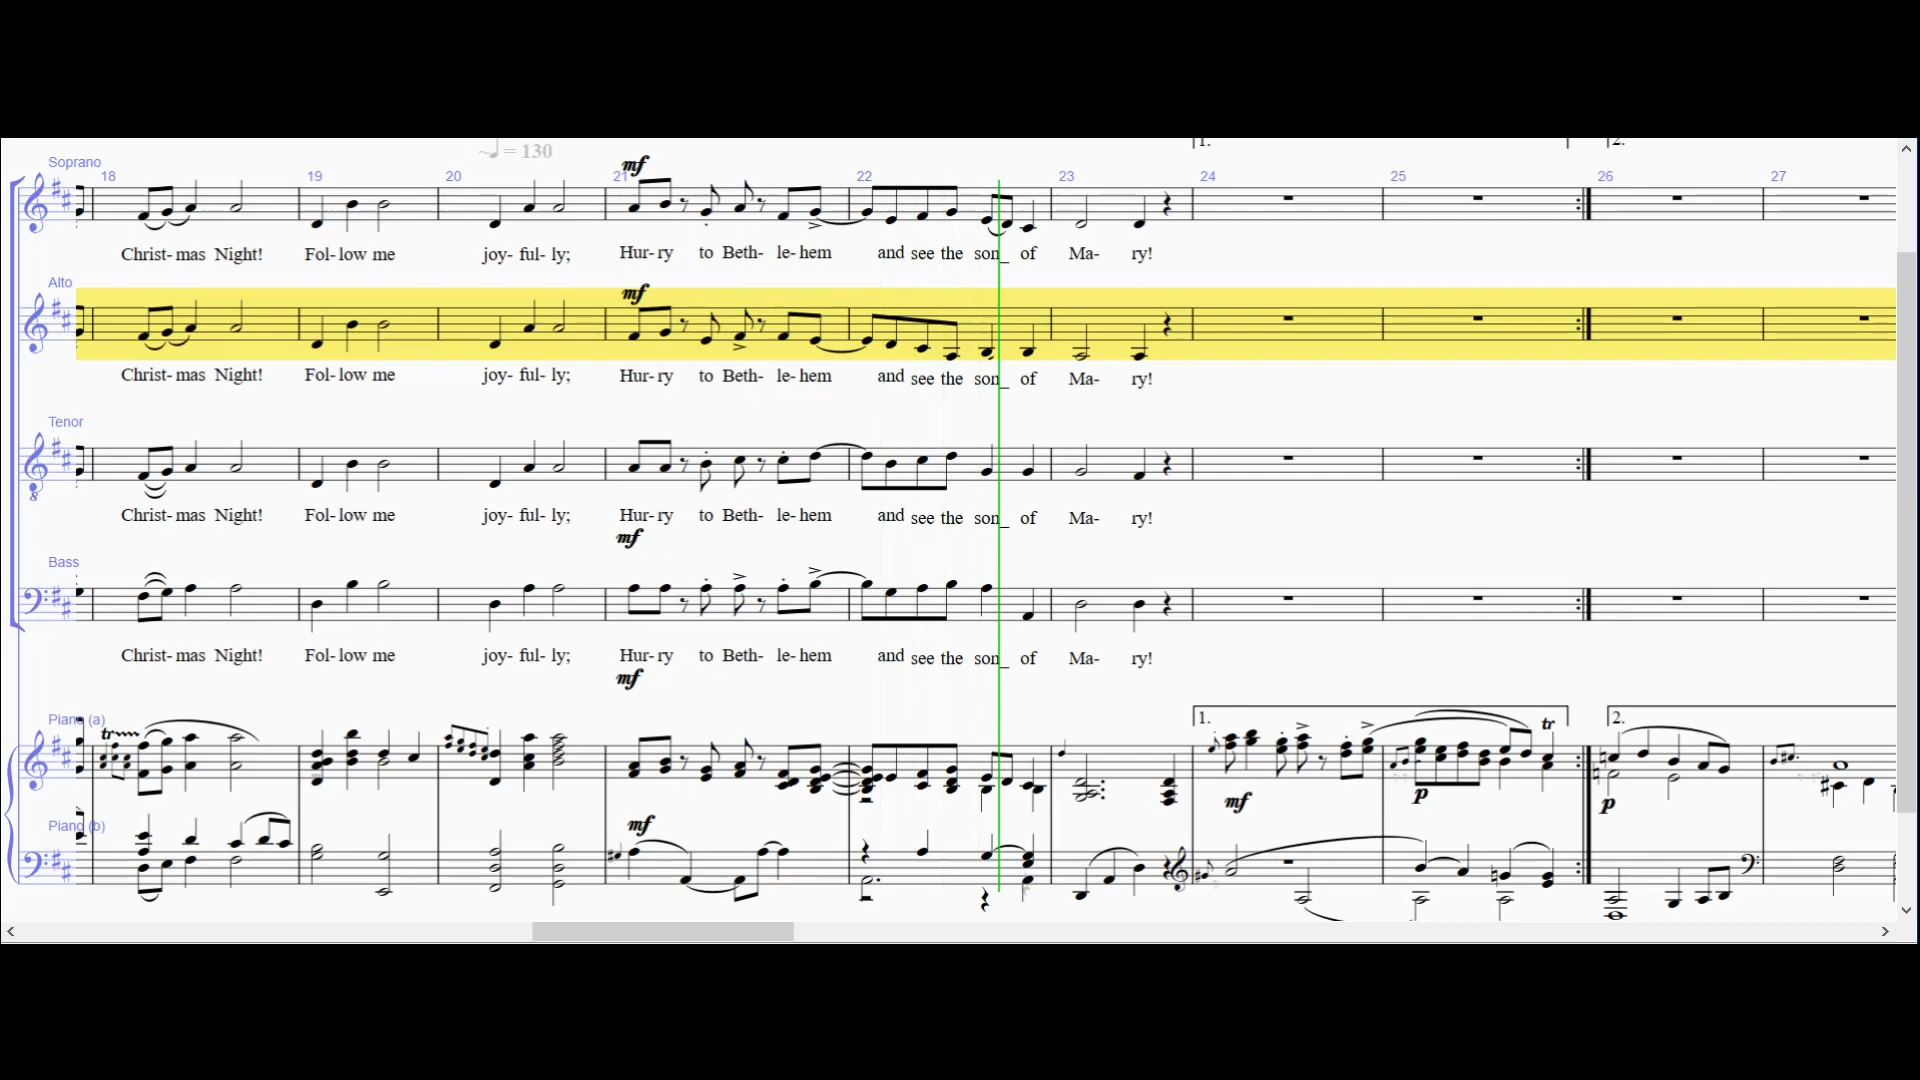 ~♩ = 130
1. 2.
Soprano
18 19 20 21 22 23 24 25 26 27
mf
Christ- mas Night! Fol- low me joy- ful- ly; Hur- ry to Beth- le- hem and see the son_ of Ma- ry!
Alto
mf
Christ- mas Night! Fol- low me joy- ful- ly; Hur- ry to Beth- le- hem and see the son_ of Ma- ry!
Tenor
8
Christ- mas Night! Fol- low me joy- ful- ly; Hur- ry to Beth- le- hem and see the son_ of Ma- ry!
mf
Bass
Christ- mas Night! Fol- low me joy- ful- ly; Hur- ry to Beth- le- hem and see the son_ of Ma- ry!
mf
Piano (a)
tr 1. tr 2.
mf p p
Piano (b)
mf